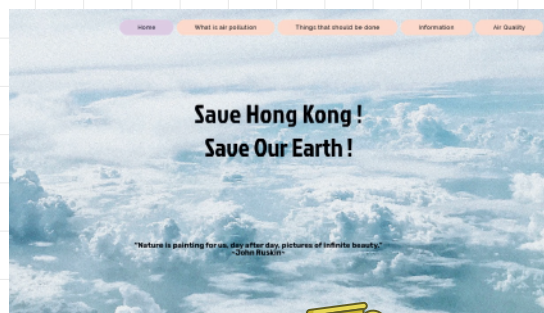 Home
What is air pollution
Things that should be done
Information
Air Quality
Save Hong Kong !
Save Our Earth !
"Nature is painting for us, day after day, pictures of infinite beauty."
~John Ruskin~